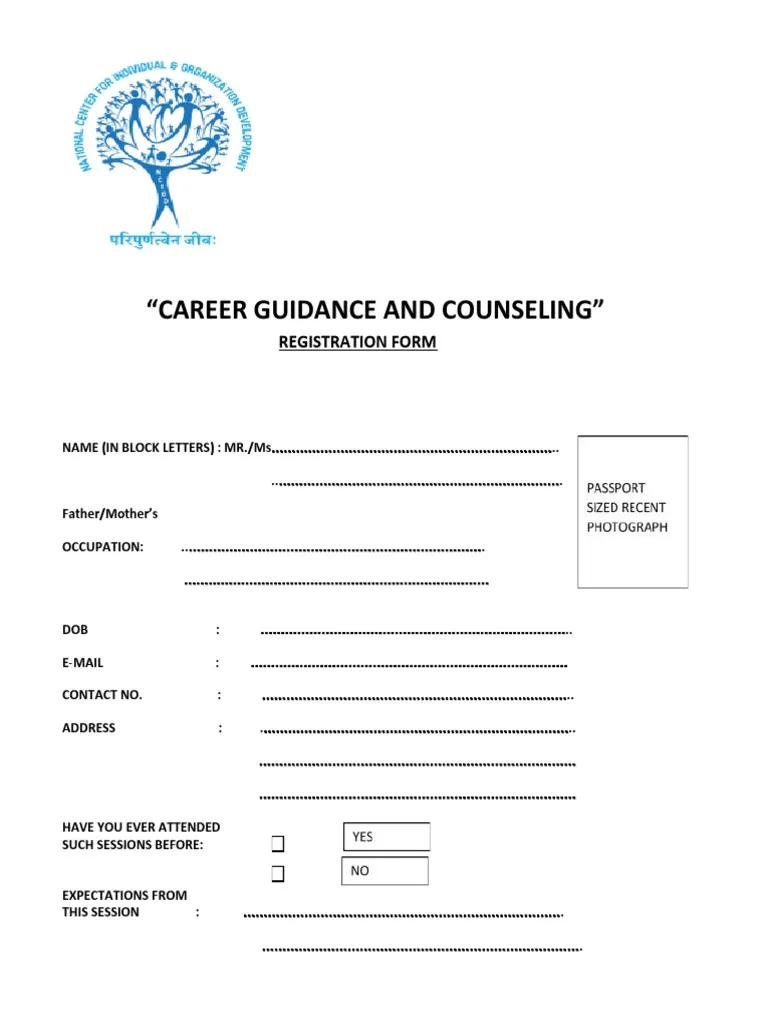 NATIONAL CENTER FOR INDIVIDUAL & ORGANIZATION DEVELOPMENT
NCIOD
परिपुर्णत्वेन जीवः
“CAREER GUIDANCE AND COUNSELING”
REGISTRATION FORM
NAME (IN BLOCK LETTERS) : MR./Ms
PASSPORT
SIZED RECENT
PHOTOGRAPH
Father/Mother’s
OCCUPATION:
DOB :
E-MAIL :
CONTACT NO. :
ADDRESS :
HAVE YOU EVER ATTENDED
SUCH SESSIONS BEFORE:
YES
NO
EXPECTATIONS FROM
THIS SESSION :